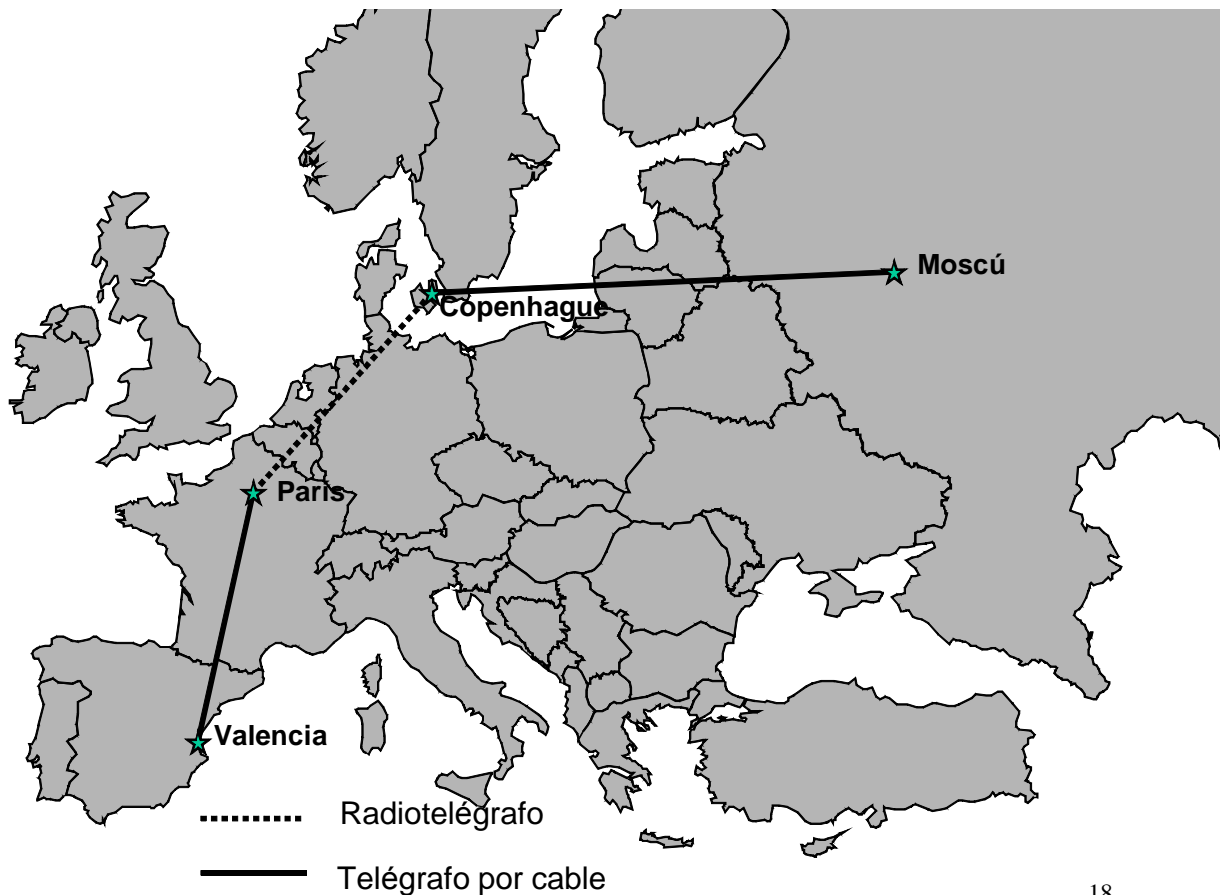 Moscú
Copenhague
Paris
Valencia
Radiotelégrafo
Telégrafo por cable
18